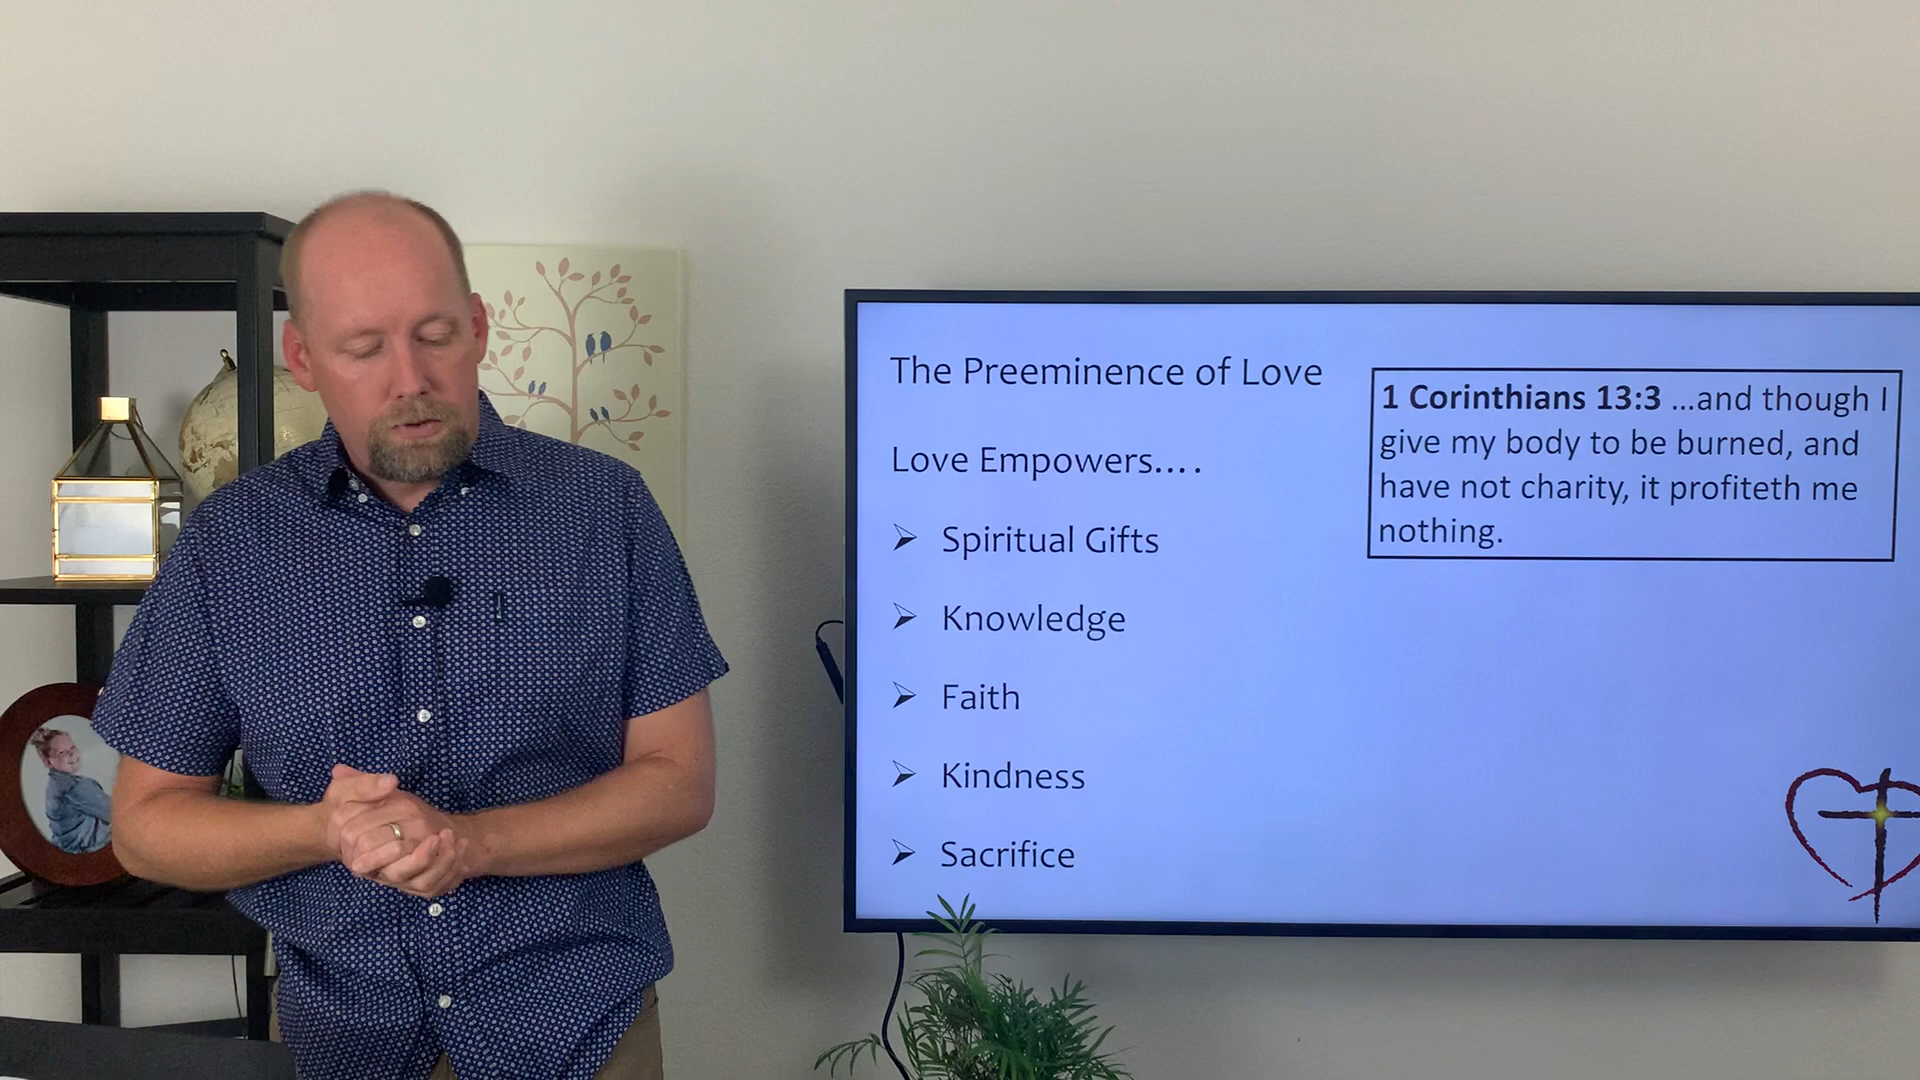 The Preeminence of Love
Love Empowers....
Spiritual Gifts
Knowledge
Faith
Kindness
Sacrifice
1 Corinthians 13:3 ...and though I
give my body to be burned, and
have not charity, it profiteth me
nothing.